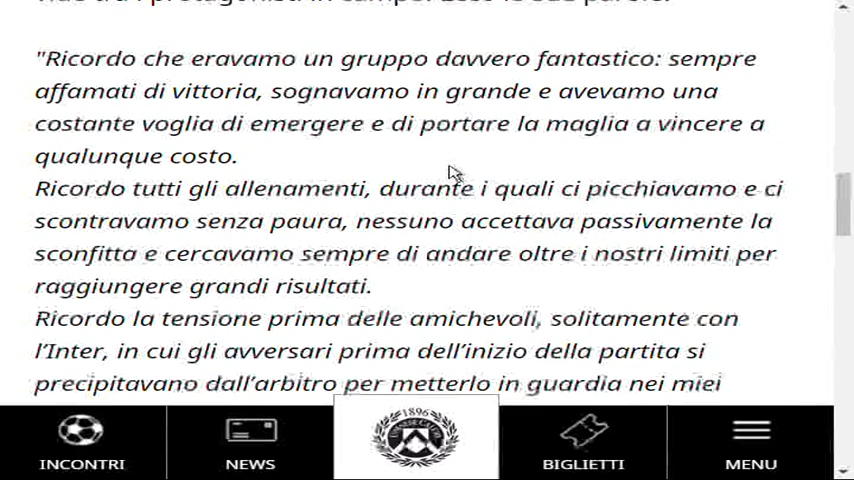 "Ricordo che eravamo un gruppo davvero fantastico: sempre
affamati di vittoria, sognavamo in grande e avevamo una
costante voglia di emergere e di portare la maglia a vincere a
qualunque costo.
Ricordo tutti gli allenamenti, durante i quali ci picchiavamo e ci
scontravamo senza paura, nessuno accettava passivamente la
sconfitta e cercavamo sempre di andare oltre i nostri limiti per
raggiungere grandi risultati.
Ricordo la tensione prima delle amichevoli, solitamente con
l'Inter, in cui gli avversari prima dell'inizio della partita si
precipitavano dall'arbitro per metterlo in guardia nei miei
1896
INCONTRI
NEWS
BIGLIETTI
MENU